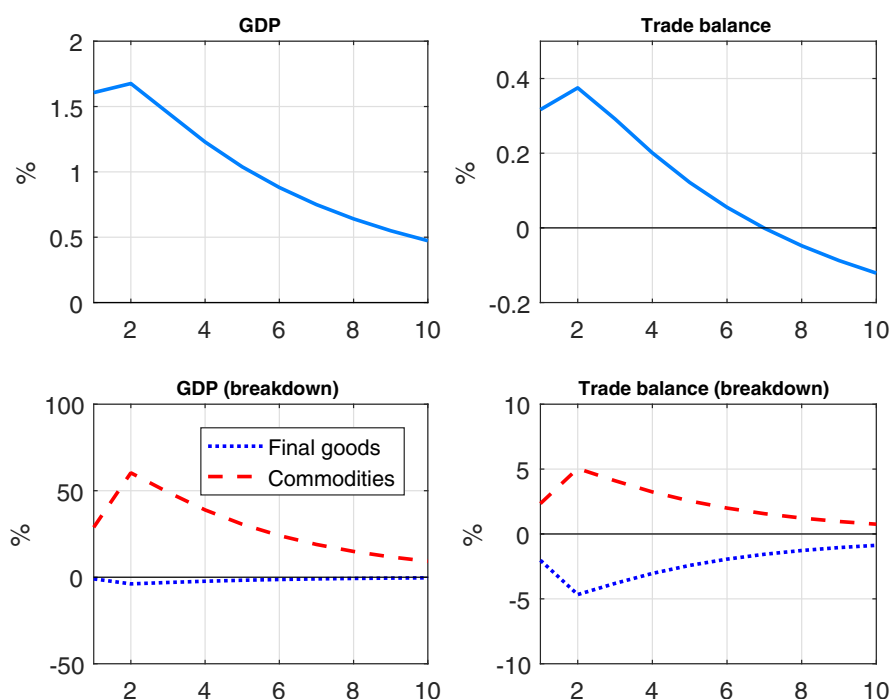 GDP
%
2
1.5
1
0.5
0
2 4 6 8 10
Trade balance
%
0.4
0.2
0
-0.2
2 4 6 8 10
GDP (breakdown)
%
100
50
0
-50
Final goods
Commodities
2 4 6 8 10
Trade balance (breakdown)
%
10
5
0
-5
-10
2 4 6 8 10